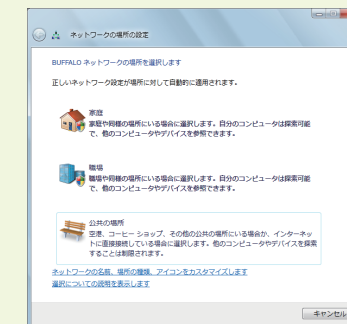 ネットワークの場所の設定
BUFFALO ネットワークの場所を選択します
正しいネットワーク設定が場所に対して自動的に適用されます。
家庭
家庭や同様の場所にいる場合に選択します。自分のコンピュータは探索可能
で、他のコンピュータやデバイスを参照できます。
職場
職場や同様の場所にいる場合に選択します。自分のコンピュータは探索可能
で、他のコンピュータやデバイスを参照できます。
公共の場所
空港、コーヒー ショップ、その他の公共の場所にいる場合か、インターネッ
トに直接接続している場合に選択します。他のコンピュータやデバイスを探索
することは制限されます。
ネットワークの名前、場所の種類、アイコンをカスタマイズします
選択についての説明を表示します
キャンセル